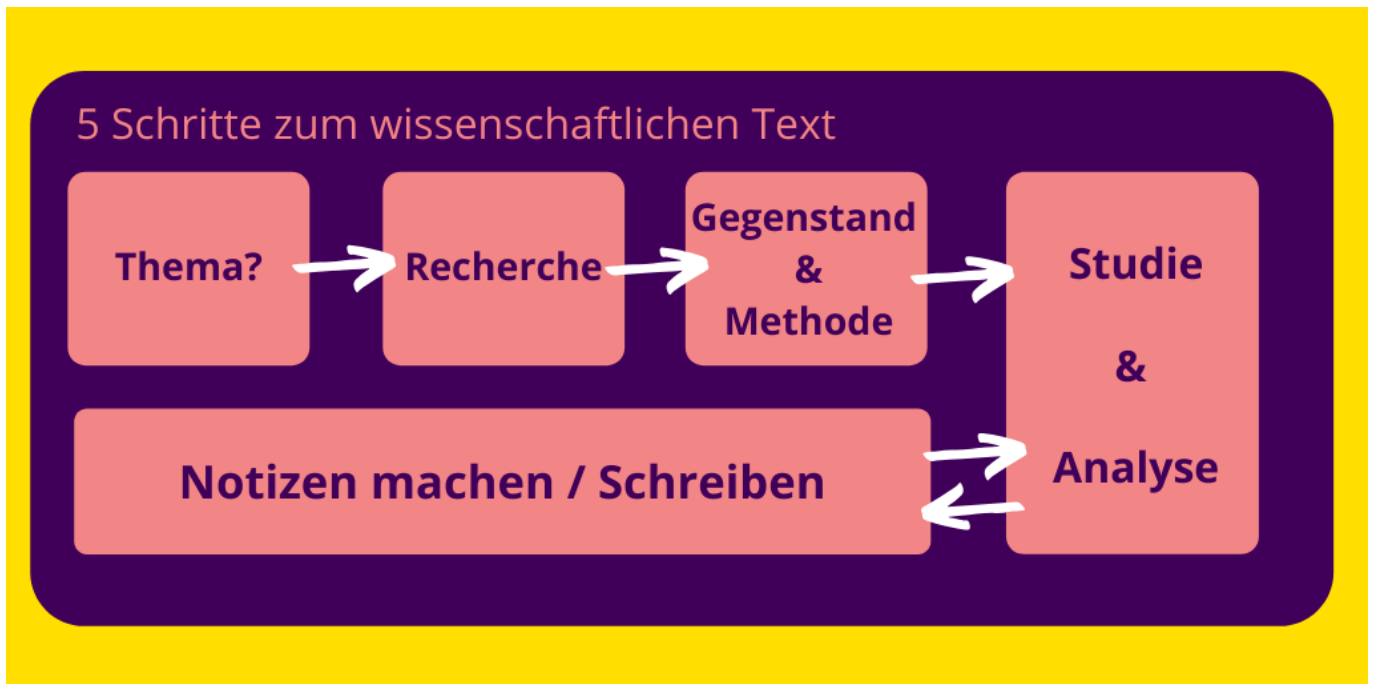 5 Schritte zum wissenschaftlichen Text
Thema?
Recherche
Gegenstand
&
Methode
Studie
&
Analyse
Notizen machen / Schreiben